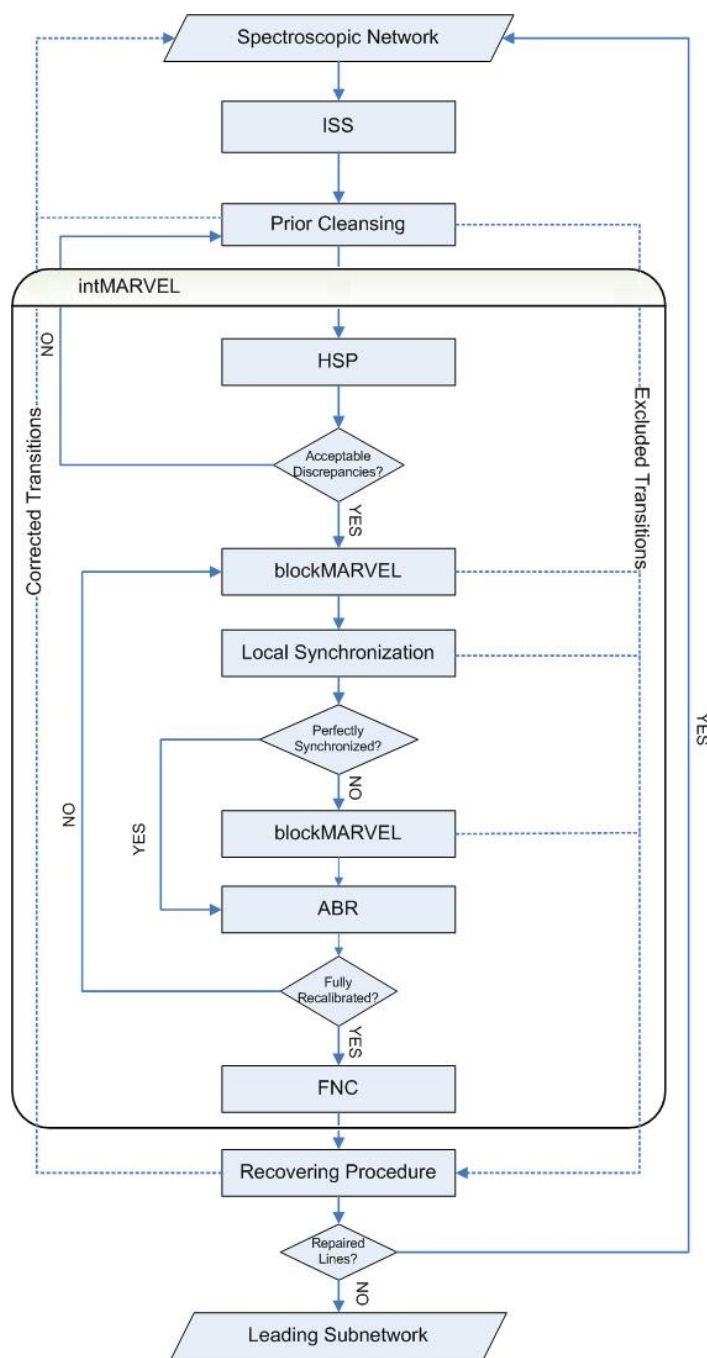 Spectroscopic Network
ISS
Prior Cleansing
intMARVEL
NO
HSP
Corrected Transitions
Excluded Transitions
Acceptable
Discrepancies?
YES
blockMARVEL
Local Synchronization
Perfectly
Synchronized?
YES
NO
NO
YES
blockMARVEL
ABR
Fully
Recalibrated?
YES
FNC
Recovering Procedure
Repaired
Lines?
NO
Leading Subnetwork